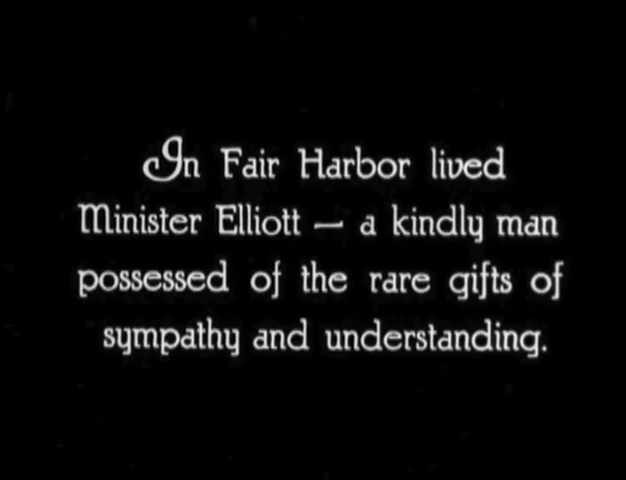 In Fair Harbor lived
Minister Elliott — a kindly man
possessed of the rare gifts of
sympathy and understanding.